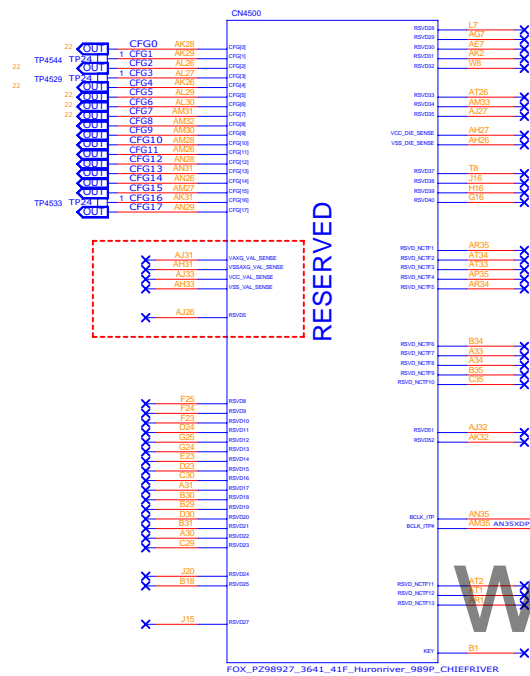 CN4500
22 OUT CFG0 AK28 CFG[0]
TP4544 TP24 1 CFG1 AK29 CFG[1]
22 OUT CFG2 AL26 CFG[2]
TP4529 TP24 1 CFG3 AL27 CFG[3]
22 OUT CFG4 AK26 CFG[4]
22 OUT CFG5 AL29 CFG[5]
22 OUT CFG6 AL30 CFG[6]
22 OUT CFG7 AM31 CFG[7]
OUT CFG8 AM32 CFG[8]
OUT CFG9 AM30 CFG[9]
OUT CFG10 AM28 CFG[10]
OUT CFG11 AM26 CFG[11]
OUT CFG12 AN28 CFG[12]
OUT CFG13 AN31 CFG[13]
OUT CFG14 AN26 CFG[14]
OUT CFG15 AM27 CFG[15]
TP4533 TP24 1 CFG16 AK31 CFG[16]
OUT CFG17 AN29 CFG[17]
AJ31 VAXG_VAL_SENSE
AH31 VSSAXG_VAL_SENSE
AJ33 VCC_VAL_SENSE
AH33 VSS_VAL_SENSE
AJ26 RSVD5
F25 RSVD8
F24 RSVD9
F23 RSVD10
D24 RSVD11
G25 RSVD12
G24 RSVD13
E23 RSVD14
D23 RSVD15
C30 RSVD16
A31 RSVD17
B30 RSVD18
B29 RSVD19
D30 RSVD20
B31 RSVD21
A30 RSVD22
C29 RSVD23
J20 RSVD24
B18 RSVD25
J15 RSVD27
RESERVED
RSVD28 L7
RSVD29 AG7
RSVD30 AE7
RSVD31 AK2
RSVD32 W8
RSVD33 AT26
RSVD34 AM33
RSVD35 AJ27
VCC_DIE_SENSE AH27
VSS_DIE_SENSE AH26
RSVD37 T8
RSVD38 J16
RSVD39 H16
RSVD40 G16
RSVD_NCTF1 AR35
RSVD_NCTF2 AT34
RSVD_NCTF3 AT33
RSVD_NCTF4 AP35
RSVD_NCTF5 AR34
RSVD_NCTF6 B34
RSVD_NCTF7 A33
RSVD_NCTF8 A34
RSVD_NCTF9 B35
RSVD_NCTF10 C35
RSVD51 AJ32
RSVD52 AK32
BCLK_ITP AN35
BCLK_ITP# AM35 AN35XDP
RSVD_NCTF11 AT2
RSVD_NCTF12 AT1
RSVD_NCTF13 AR1
W
KEY B1
FOX_PZ98927_3641_41F_Huronriver_989P_CHIEFRIVER